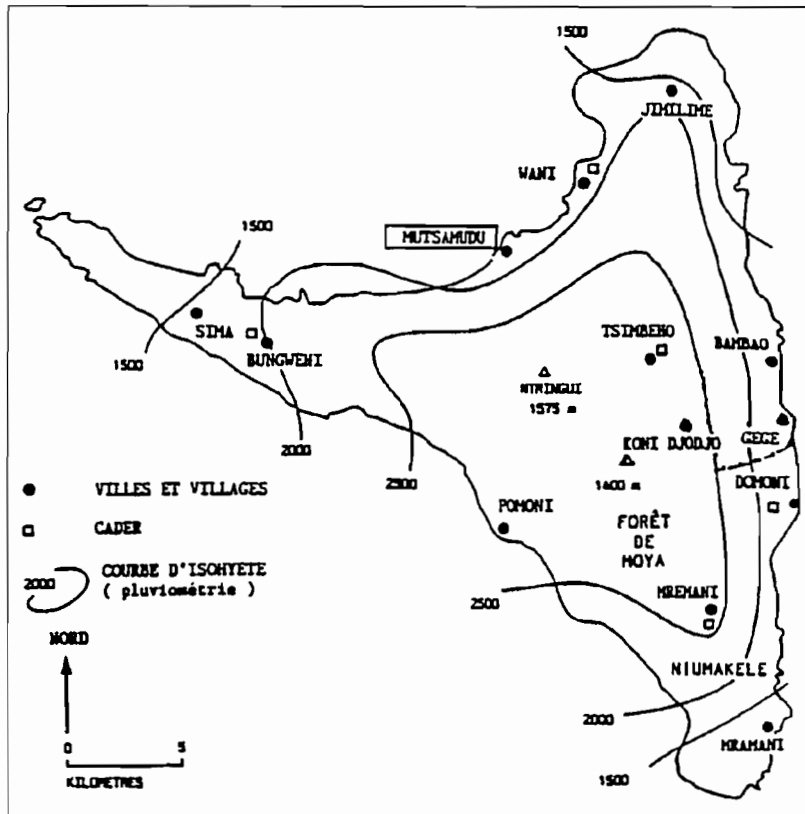 1500
JIMILIME
WANI
MUTSAMUDU
1500
SIMA
BUNGWENI
1500
TSIMBEHO
BAMBAO
NTRINGUI
1575 m
2000
2500
KONI DJODJO
GEGE
1400 m
DOMONI
POMONI
FORÊT
DE
MOYA
VILLES ET VILLAGES
CADER
2000
COURBE D'ISOHYETE
( pluviométrie )
2500
MREMANI
NORD
NIUMAKELE
2000
MRAMANI
0 5
KILOMETRES
1500